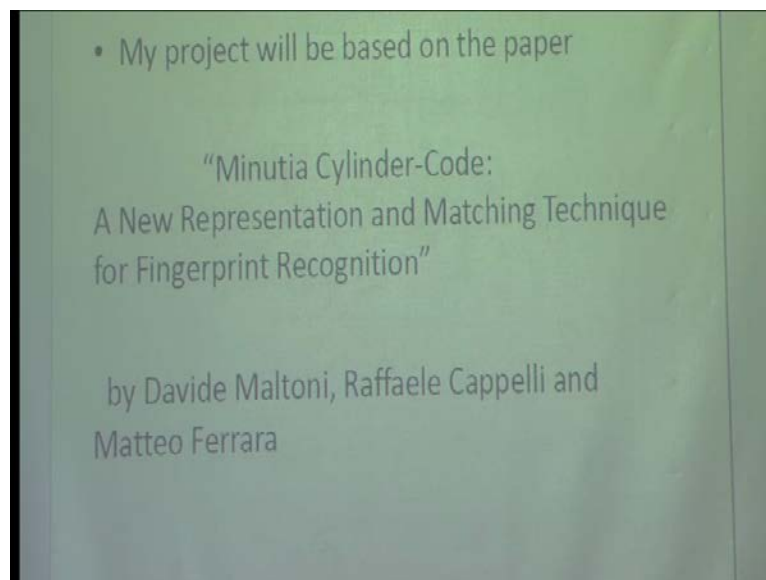 • My project will be based on the paper
“Minutia Cylinder-Code:
A New Representation and Matching Technique
for Fingerprint Recognition”
by Davide Maltoni, Raffaele Cappelli and
Matteo Ferrara